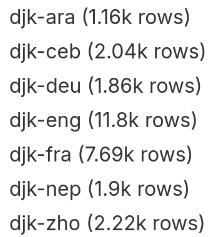 djk-ara (1.16k rows)
djk-ceb (2.04k rows)
djk-deu (1.86k rows)
djk-eng (11.8k rows)
djk-fra (7.69k rows)
djk-nep (1.9k rows)
djk-zho (2.22k rows)